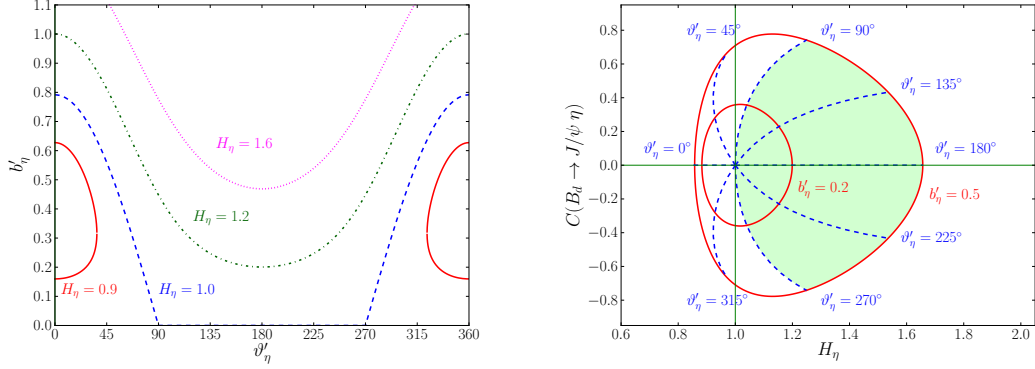 1.1
1.0
0.9
0.8
0.7
0.6
0.5
0.4
0.3
0.2
0.1
0.0
b′η
Hη = 1.6
Hη = 1.2
Hη = 0.9
Hη = 1.0
0 45 90 135 180 225 270 315 360
ϑ′η
0.8
0.6
0.4
0.2
0.0
−0.2
−0.4
−0.6
−0.8
C(Bd → J/ψ η)
ϑ′η = 45°
ϑ′η = 90°
ϑ′η = 135°
ϑ′η = 0°
ϑ′η = 180°
b′η = 0.2
b′η = 0.5
ϑ′η = 225°
ϑ′η = 315°
ϑ′η = 270°
0.6 0.8 1.0 1.2 1.4 1.6 1.8 2.0
Hη